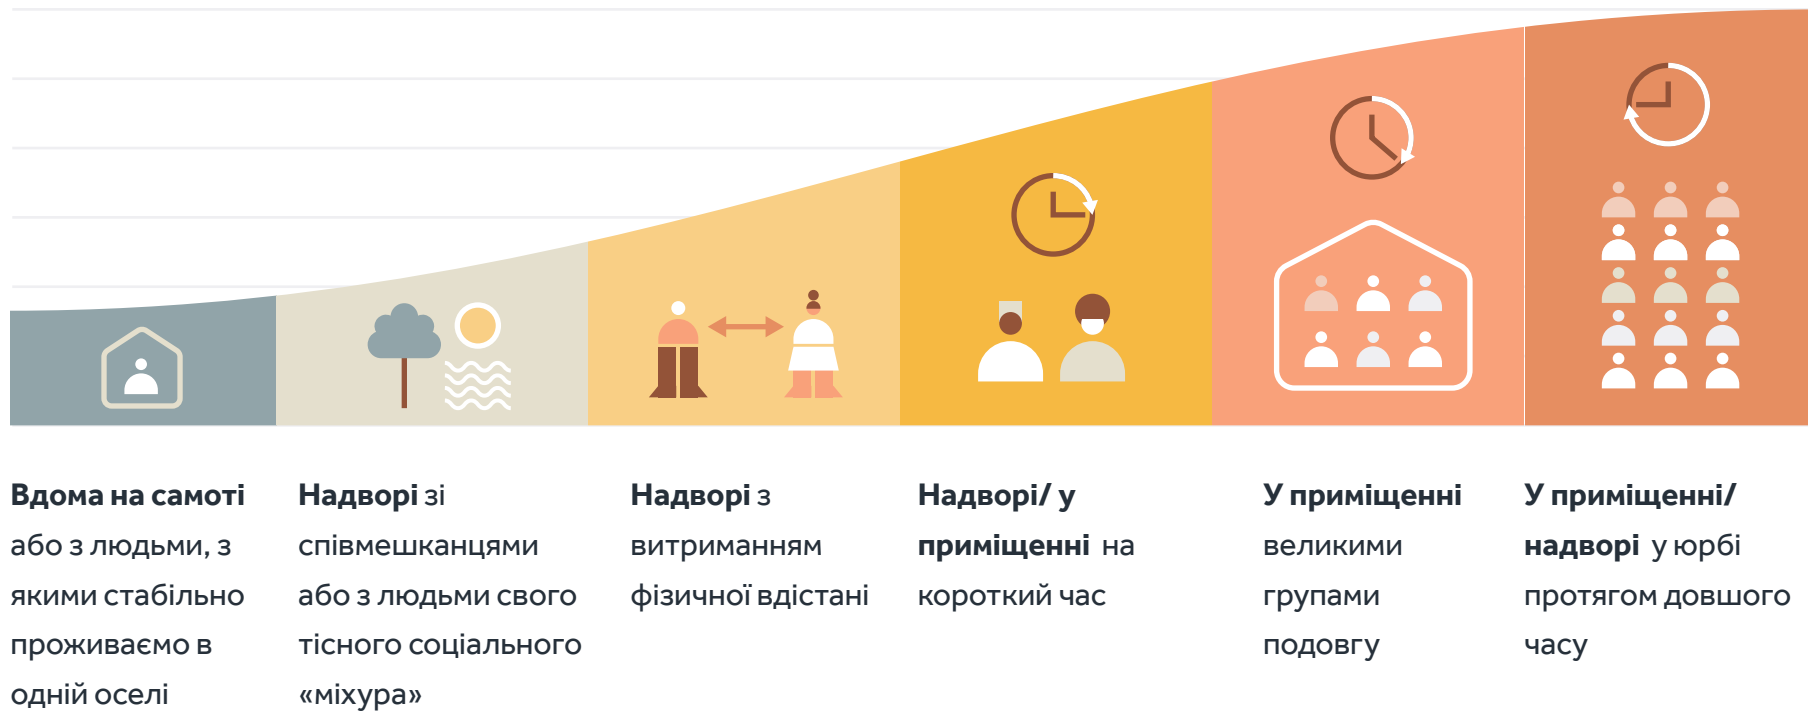 Вдома на самоті
або з людьми, з
якими стабільно
проживаємо в
одній оселі
Надворі зі
співмешканцями
або з людьми свого
тісного соціального
«міхура»
Надворі з
витриманням
фізичної вдістані
Надворі/ у
приміщенні на
короткий час
У приміщенні
великими
групами
подовгу
У приміщенні/
надворі у юрбі
протягом довшого
часу